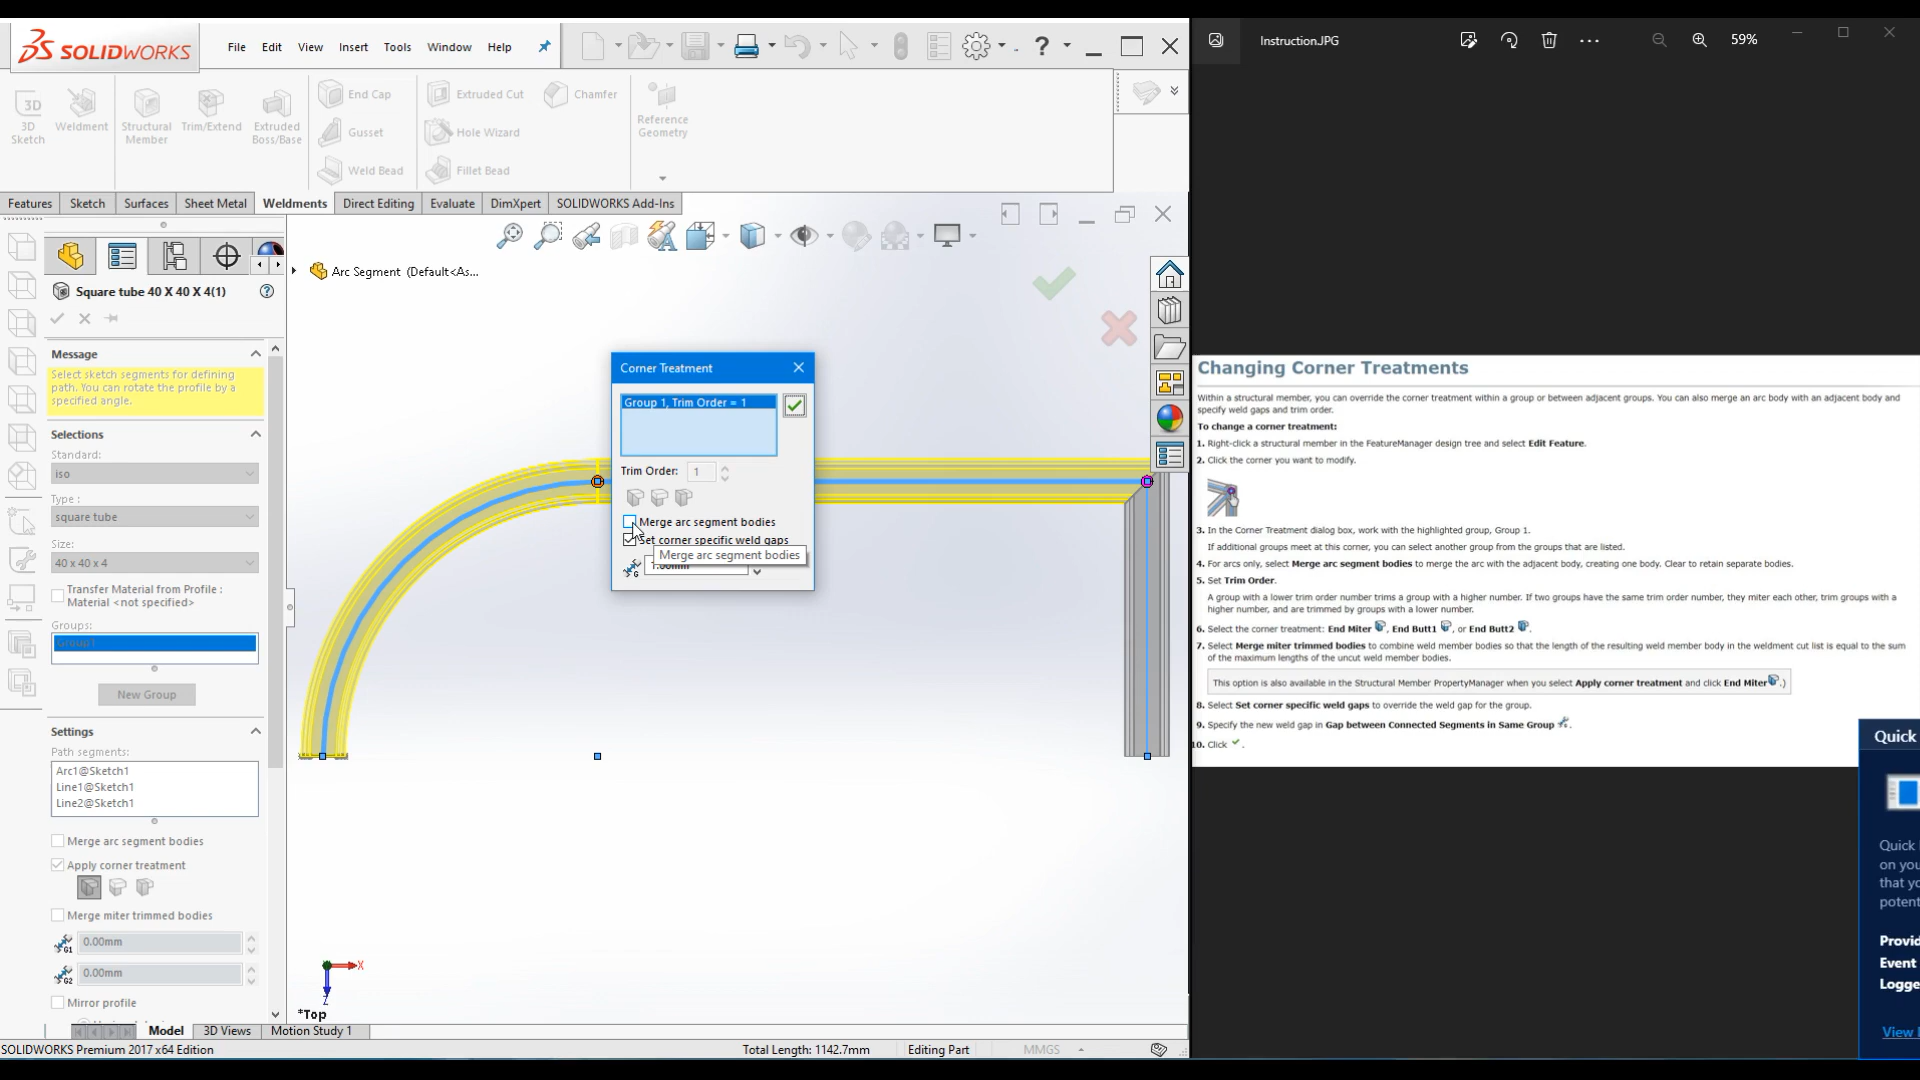 SOLIDWORKS
File Edit View Insert Tools Window Help
?
3D Sketch
Weldment
Structural Member
Trim/Extend
Extruded Boss/Base
End Cap
Gusset
Weld Bead
Extruded Cut
Hole Wizard
Fillet Bead
Chamfer
Reference Geometry
Features Sketch Surfaces Sheet Metal Weldments Direct Editing Evaluate DimXpert SOLIDWORKS Add-Ins
Arc Segment (Default<As...
Square tube 40 X 40 X 4(1)
Message
Select sketch segments for defining
path. You can rotate the profile by a
specified angle.
Selections
Standard:
iso
Type :
square tube
Size:
40 x 40 x 4
Transfer Material from Profile :
Material <not specified>
Groups:
Group1
New Group
Settings
Path segments:
Arc1@Sketch1
Line1@Sketch1
Line2@Sketch1
Merge arc segment bodies
Apply corner treatment
Merge miter trimmed bodies
G1 0.00mm
G2 0.00mm
Mirror profile
Corner Treatment
Group 1, Trim Order = 1
Trim Order: 1
Merge arc segment bodies
Set corner specific weld gaps
Merge arc segment bodies
G 1.00mm
X
Z
*Top
Model 3D Views Motion Study 1
SOLIDWORKS Premium 2017 x64 Edition
Total Length: 1142.7mm Editing Part MMGS
Instruction.JPG
59%
Changing Corner Treatments
Within a structural member, you can override the corner treatment within a group or between adjacent groups. You can also merge an arc body with an adjacent body and
specify weld gaps and trim order.
To change a corner treatment:
1. Right-click a structural member in the FeatureManager design tree and select Edit Feature.
2. Click the corner you want to modify.
3. In the Corner Treatment dialog box, work with the highlighted group, Group 1.
If additional groups meet at this corner, you can select another group from the groups that are listed.
4. For arcs only, select Merge arc segment bodies to merge the arc with the adjacent body, creating one body. Clear to retain separate bodies.
5. Set Trim Order.
A group with a lower trim order number trims a group with a higher number. If two groups have the same trim order number, they miter each other, trim groups with a
higher number, and are trimmed by groups with a lower number.
6. Select the corner treatment: End Miter , End Butt1 , or End Butt2 .
7. Select Merge miter trimmed bodies to combine weld member bodies so that the length of the resulting weld member body in the weldment cut list is equal to the sum
of the maximum lengths of the uncut weld member bodies.
This option is also available in the Structural Member PropertyManager when you select Apply corner treatment and click End Miter .)
8. Select Set corner specific weld gaps to override the weld gap for the group.
9. Specify the new weld gap in Gap between Connected Segments in Same Group .
10. Click .
Quick
Quick
on you
that yo
potent
Provid
Event
Logge
View